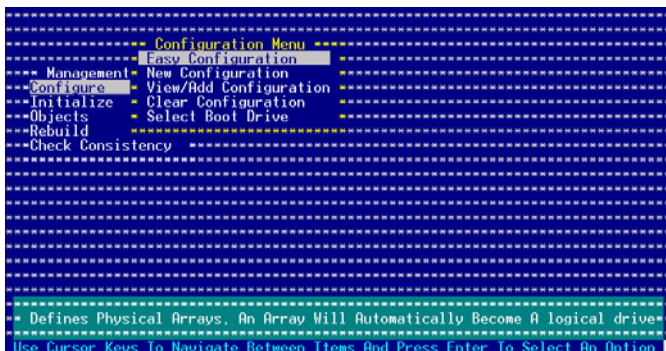 Configuration Menu
Easy Configuration
Management
New Configuration
Configure
View/Add Configuration
Initialize
Clear Configuration
Objects
Select Boot Drive
Rebuild
Check Consistency
Defines Physical Arrays, An Array Will Automatically Become A logical drive
Use Cursor Keys To Navigate Between Items And Press Enter To Select An Option